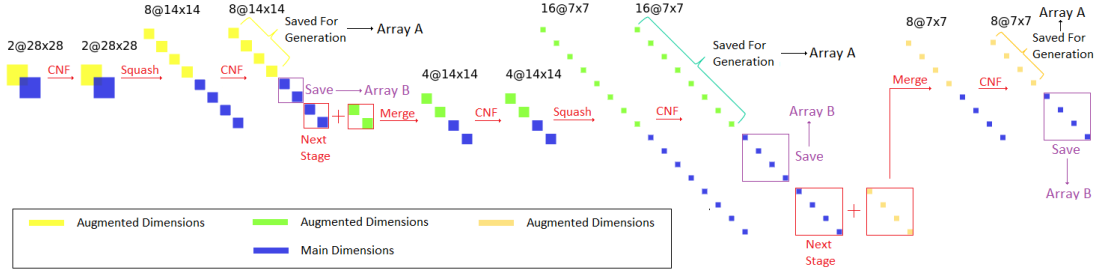 2@28x28
CNF
2@28x28
Squash
8@14x14
CNF
8@14x14
Saved For
Generation
Array A
Save
Array B
Next
Stage
+
Merge
4@14x14
CNF
4@14x14
Squash
16@7x7
CNF
16@7x7
Saved For
Generation
Array A
Array B
Save
Next
Stage
+
Merge
8@7x7
CNF
8@7x7
Array A
Saved For
Generation
Save
Array B
Augmented Dimensions
Augmented Dimensions
Augmented Dimensions
Main Dimensions